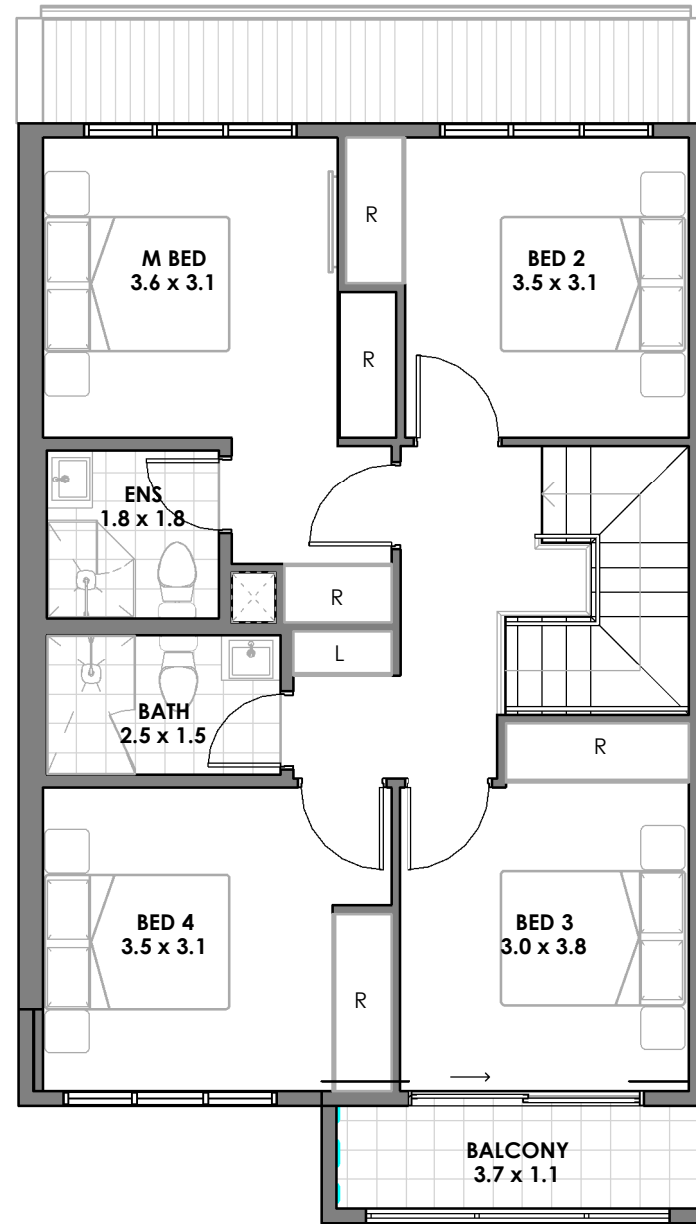 M BED
3.6 x 3.1
R
BED 2
3.5 x 3.1
R
ENS
1.8 x 1.8
R
L
BATH
2.5 x 1.5
R
BED 4
3.5 x 3.1
BED 3
3.0 x 3.8
R
BALCONY
3.7 x 1.1